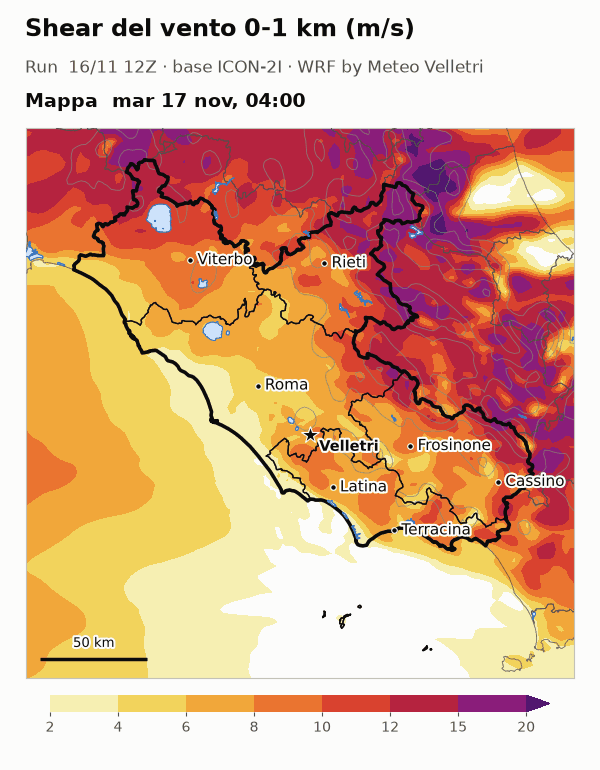 Shear del vento 0-1 km (m/s)
Run  16/11 12Z · base ICON-2I · WRF by Meteo Velletri
Mappa  mar 17 nov, 04:00
Viterbo
Rieti
Roma
Velletri
Frosinone
Latina
Cassino
Terracina
50 km
2 4 6 8 10 12 15 20